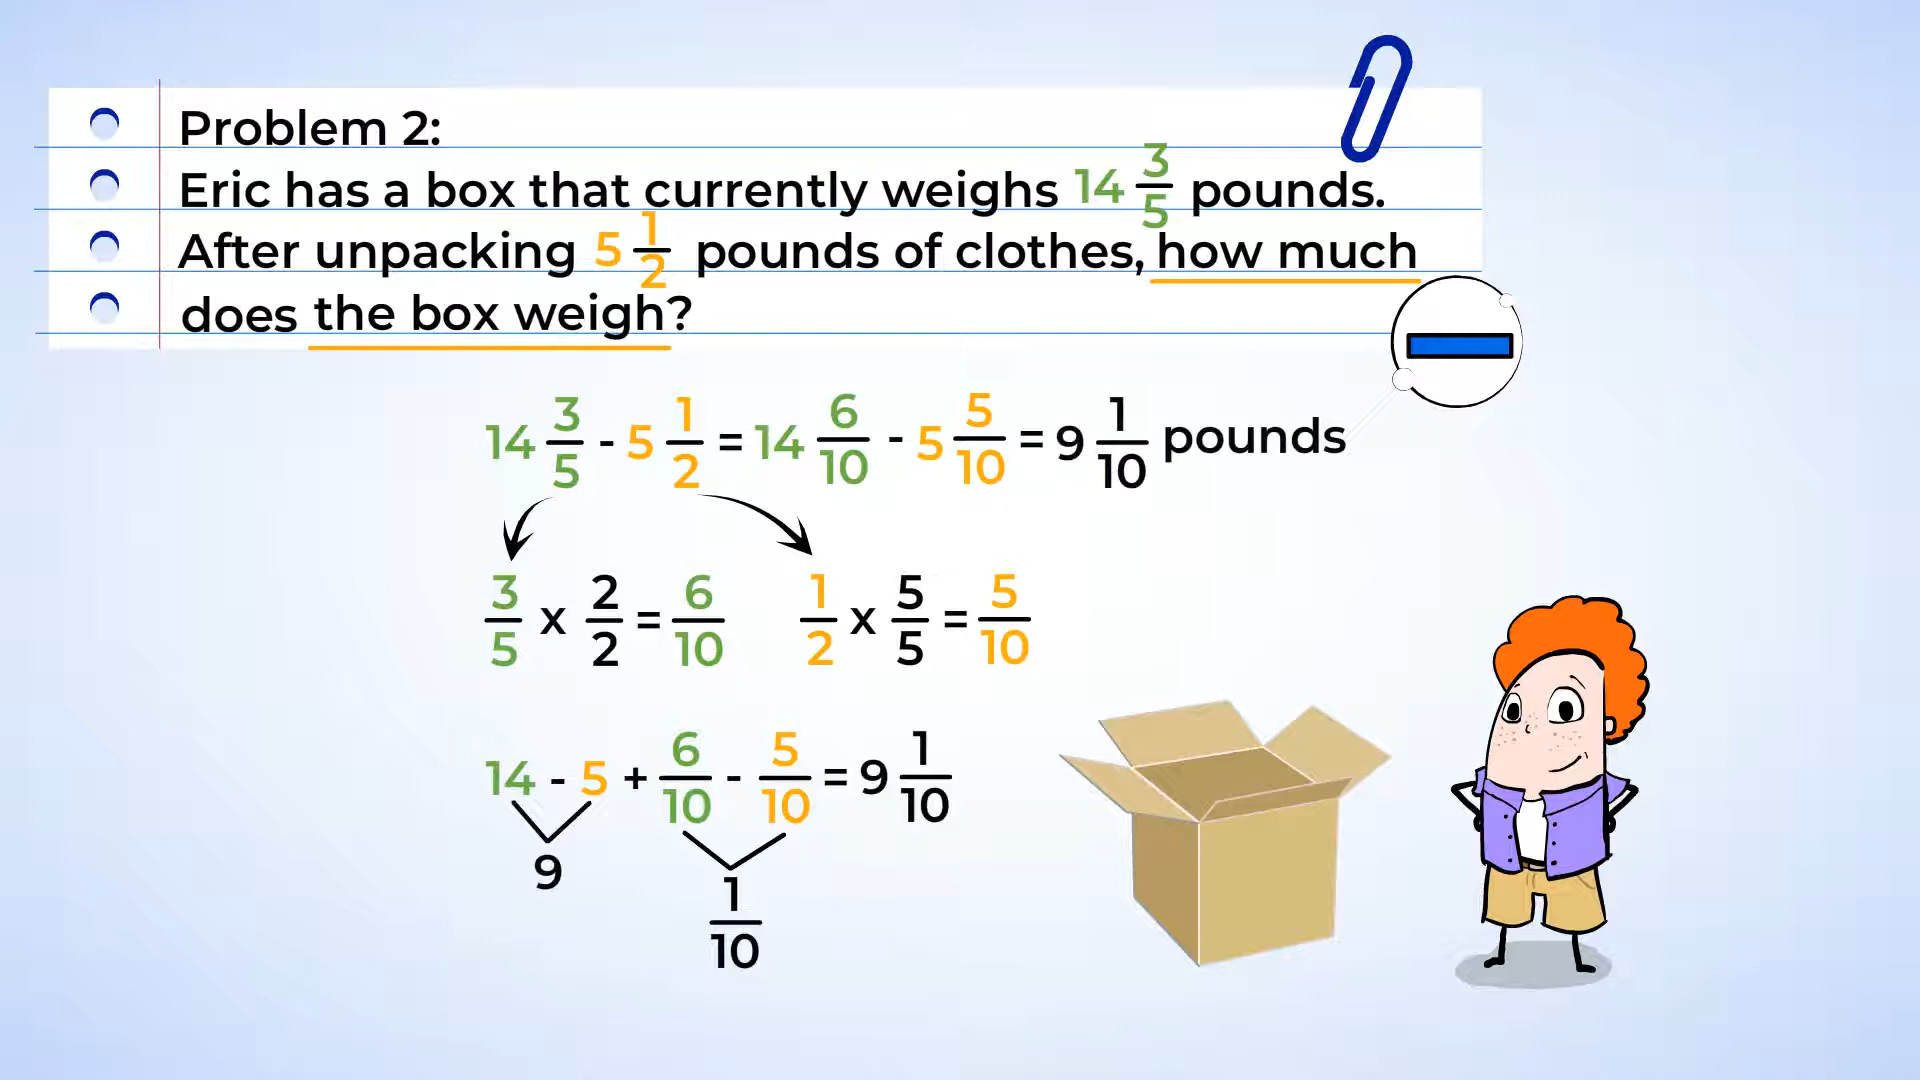 Problem 2:
Eric has a box that currently weighs 14 3/5 pounds.
After unpacking 5 1/2 pounds of clothes, how much
does the box weigh?
14 3/5 - 5 1/2 = 14 6/10 - 5 5/10 = 9 1/10 pounds
3/5 x 2/2 = 6/10 1/2 x 5/5 = 5/10
14 - 5 + 6/10 - 5/10 = 9 1/10
9
1/10